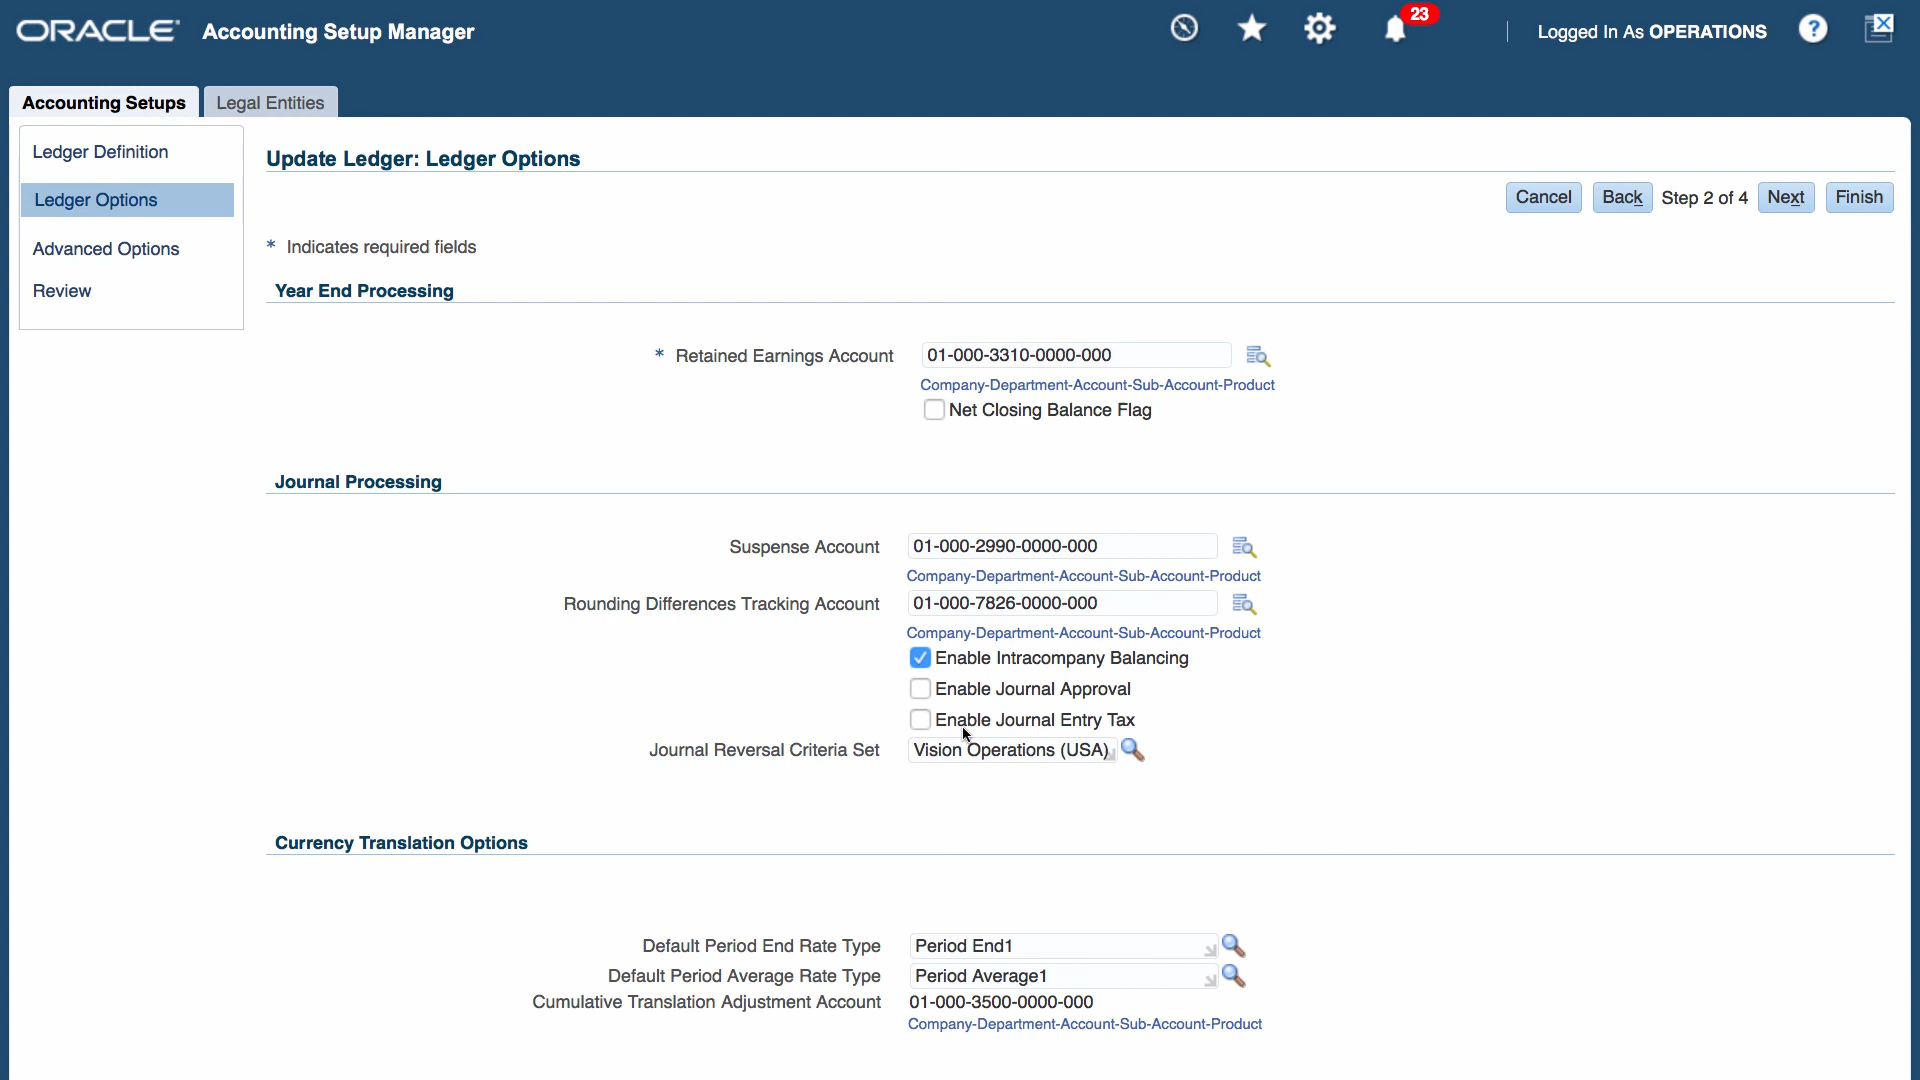 ORACLE Accounting Setup Manager 23 Logged In As OPERATIONS ?
Accounting Setups Legal Entities
Ledger Definition
Ledger Options
Advanced Options
Review
Update Ledger: Ledger Options
Cancel Back Step 2 of 4 Next Finish
* Indicates required fields
Year End Processing
* Retained Earnings Account 01-000-3310-0000-000
Company-Department-Account-Sub-Account-Product
Net Closing Balance Flag
Journal Processing
Suspense Account 01-000-2990-0000-000
Company-Department-Account-Sub-Account-Product
Rounding Differences Tracking Account 01-000-7826-0000-000
Company-Department-Account-Sub-Account-Product
Enable Intracompany Balancing
Enable Journal Approval
Enable Journal Entry Tax
Journal Reversal Criteria Set Vision Operations (USA)
Currency Translation Options
Default Period End Rate Type Period End1
Default Period Average Rate Type Period Average1
Cumulative Translation Adjustment Account 01-000-3500-0000-000
Company-Department-Account-Sub-Account-Product